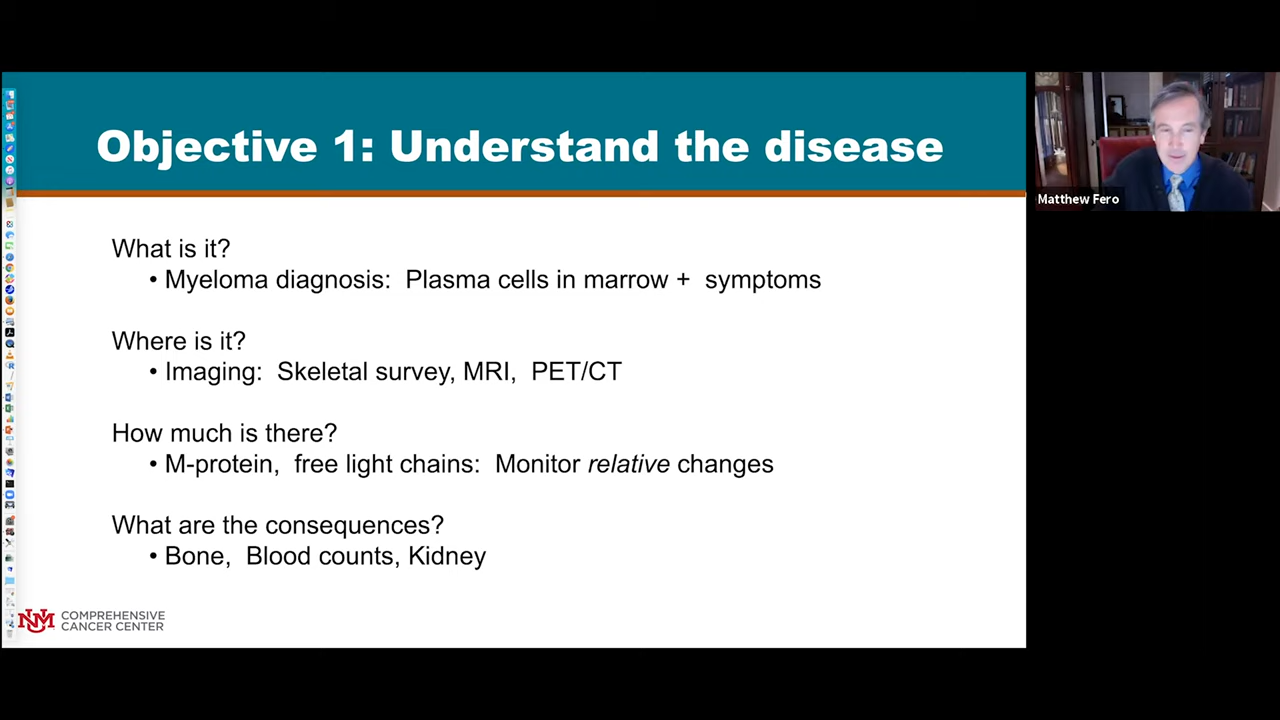 Objective 1: Understand the disease
Matthew Fero
What is it?
• Myeloma diagnosis: Plasma cells in marrow + symptoms
Where is it?
• Imaging: Skeletal survey, MRI, PET/CT
How much is there?
• M-protein, free light chains: Monitor relative changes
What are the consequences?
• Bone, Blood counts, Kidney
UNM COMPREHENSIVE
CANCER CENTER